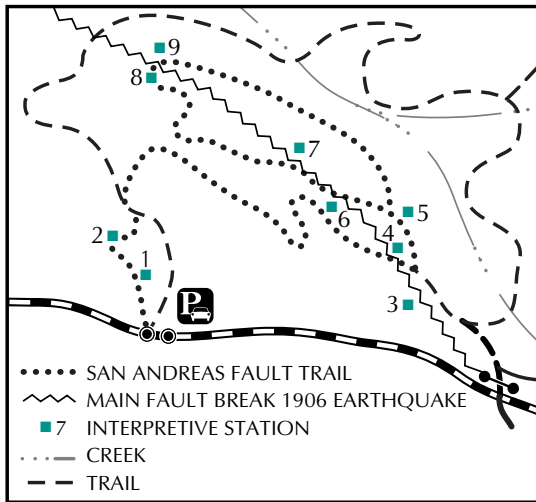 9
8
7
6
5
2
4
1
3
P
SAN ANDREAS FAULT TRAIL
MAIN FAULT BREAK 1906 EARTHQUAKE
7 INTERPRETIVE STATION
CREEK
TRAIL